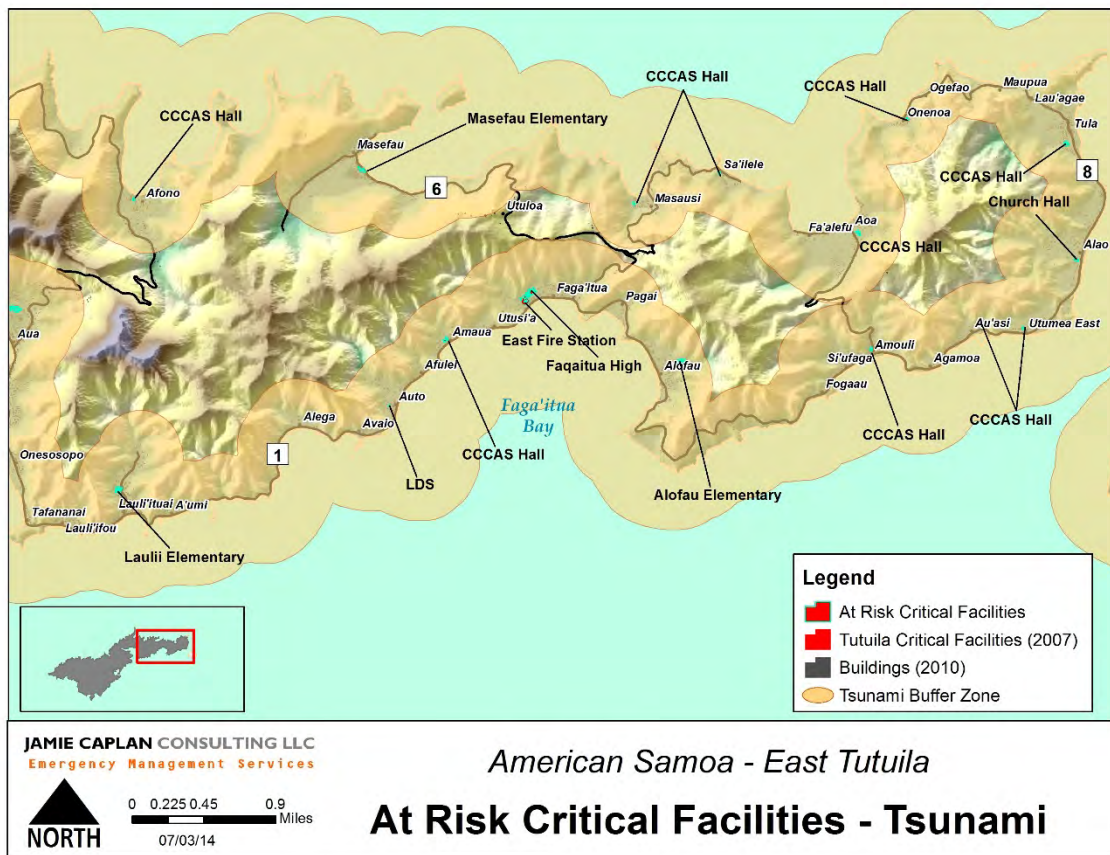 CCCAS Hall
CCCAS Hall
Maupua
Ogefao
Lau'agae
CCCAS Hall
Masefau Elementary
Onenoa
Tula
Masefau
Sa'ilele
8
CCCAS Hall
6
Afono
Masausi
Church Hall
Utuloa
Aoa
Fa'alefu
CCCAS Hall
Alao
Faga'itua
Pagai
Utusi'a
Au'asi
Utumea East
Aua
Amaua
East Fire Station
Amouli
Afulei
Faqaitua High
Alofau
Si'ufaga
Agamoa
Fogaau
Auto
Faga'itua
Bay
Alega
Avaio
CCCAS Hall
CCCAS Hall
CCCAS Hall
Onesosopo
1
LDS
Alofau Elementary
Lauli'ituai
A'umi
Tafananai
Lauli'ifou
Laulii Elementary
Legend
At Risk Critical Facilities
Tutuila Critical Facilities (2007)
Buildings (2010)
Tsunami Buffer Zone
JAMIE CAPLAN CONSULTING LLC
Emergency Management Services
NORTH
0 0.225 0.45 0.9
Miles
07/03/14
American Samoa - East Tutuila
At Risk Critical Facilities - Tsunami